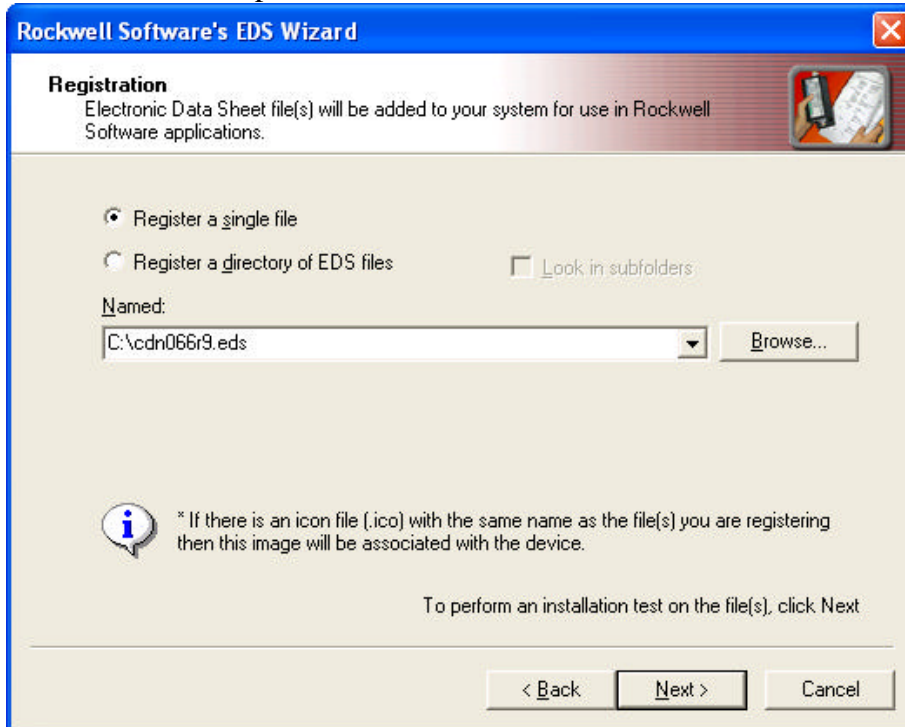 Rockwell Software's EDS Wizard
Registration
Electronic Data Sheet file(s) will be added to your system for use in Rockwell
Software applications.
Register a single file
Register a directory of EDS files
Look in subfolders
Named:
C:\cdn066r9.eds
Browse...
* If there is an icon file (.ico) with the same name as the file(s) you are registering
then this image will be associated with the device.
To perform an installation test on the file(s), click Next
< Back
Next >
Cancel